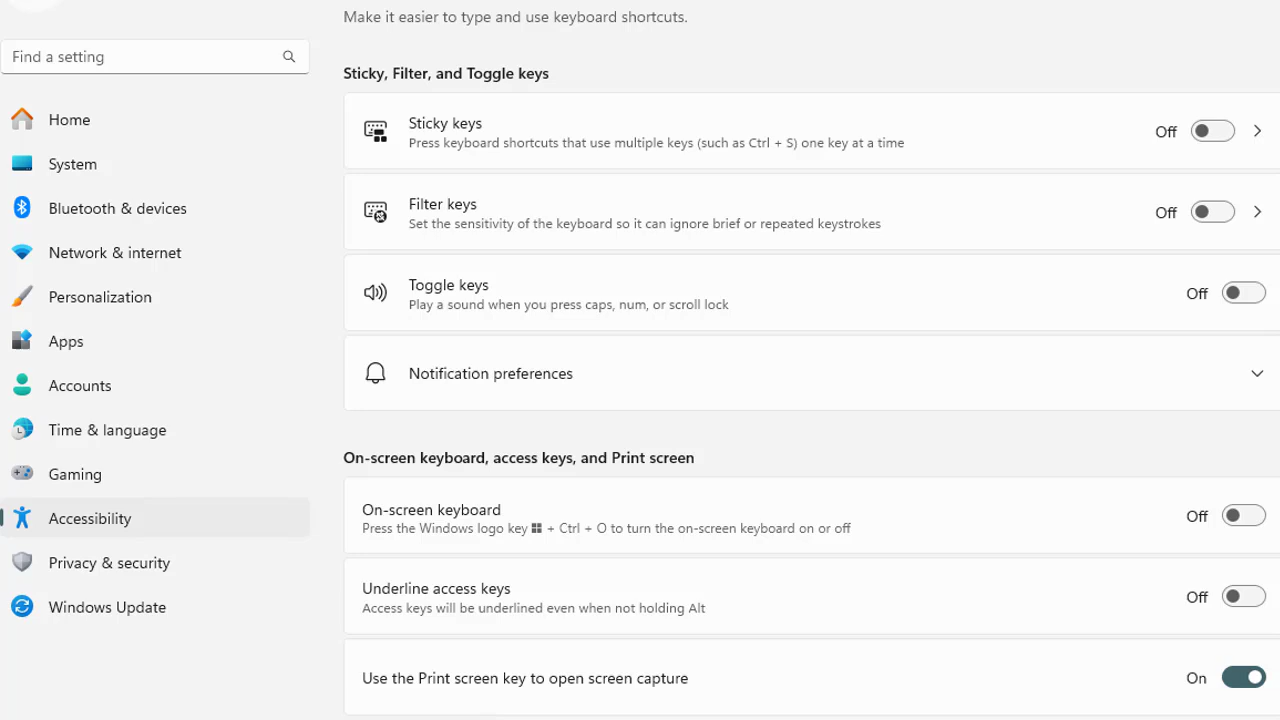 Make it easier to type and use keyboard shortcuts.
Find a setting
Home
System
Bluetooth & devices
Network & internet
Personalization
Apps
Accounts
Time & language
Gaming
Accessibility
Privacy & security
Windows Update
Sticky, Filter, and Toggle keys
Sticky keys
Press keyboard shortcuts that use multiple keys (such as Ctrl + S) one key at a time
Off
Filter keys
Set the sensitivity of the keyboard so it can ignore brief or repeated keystrokes
Off
Toggle keys
Play a sound when you press caps, num, or scroll lock
Off
Notification preferences
On-screen keyboard, access keys, and Print screen
On-screen keyboard
Press the Windows logo key + Ctrl + O to turn the on-screen keyboard on or off
Off
Underline access keys
Access keys will be underlined even when not holding Alt
Off
Use the Print screen key to open screen capture
On